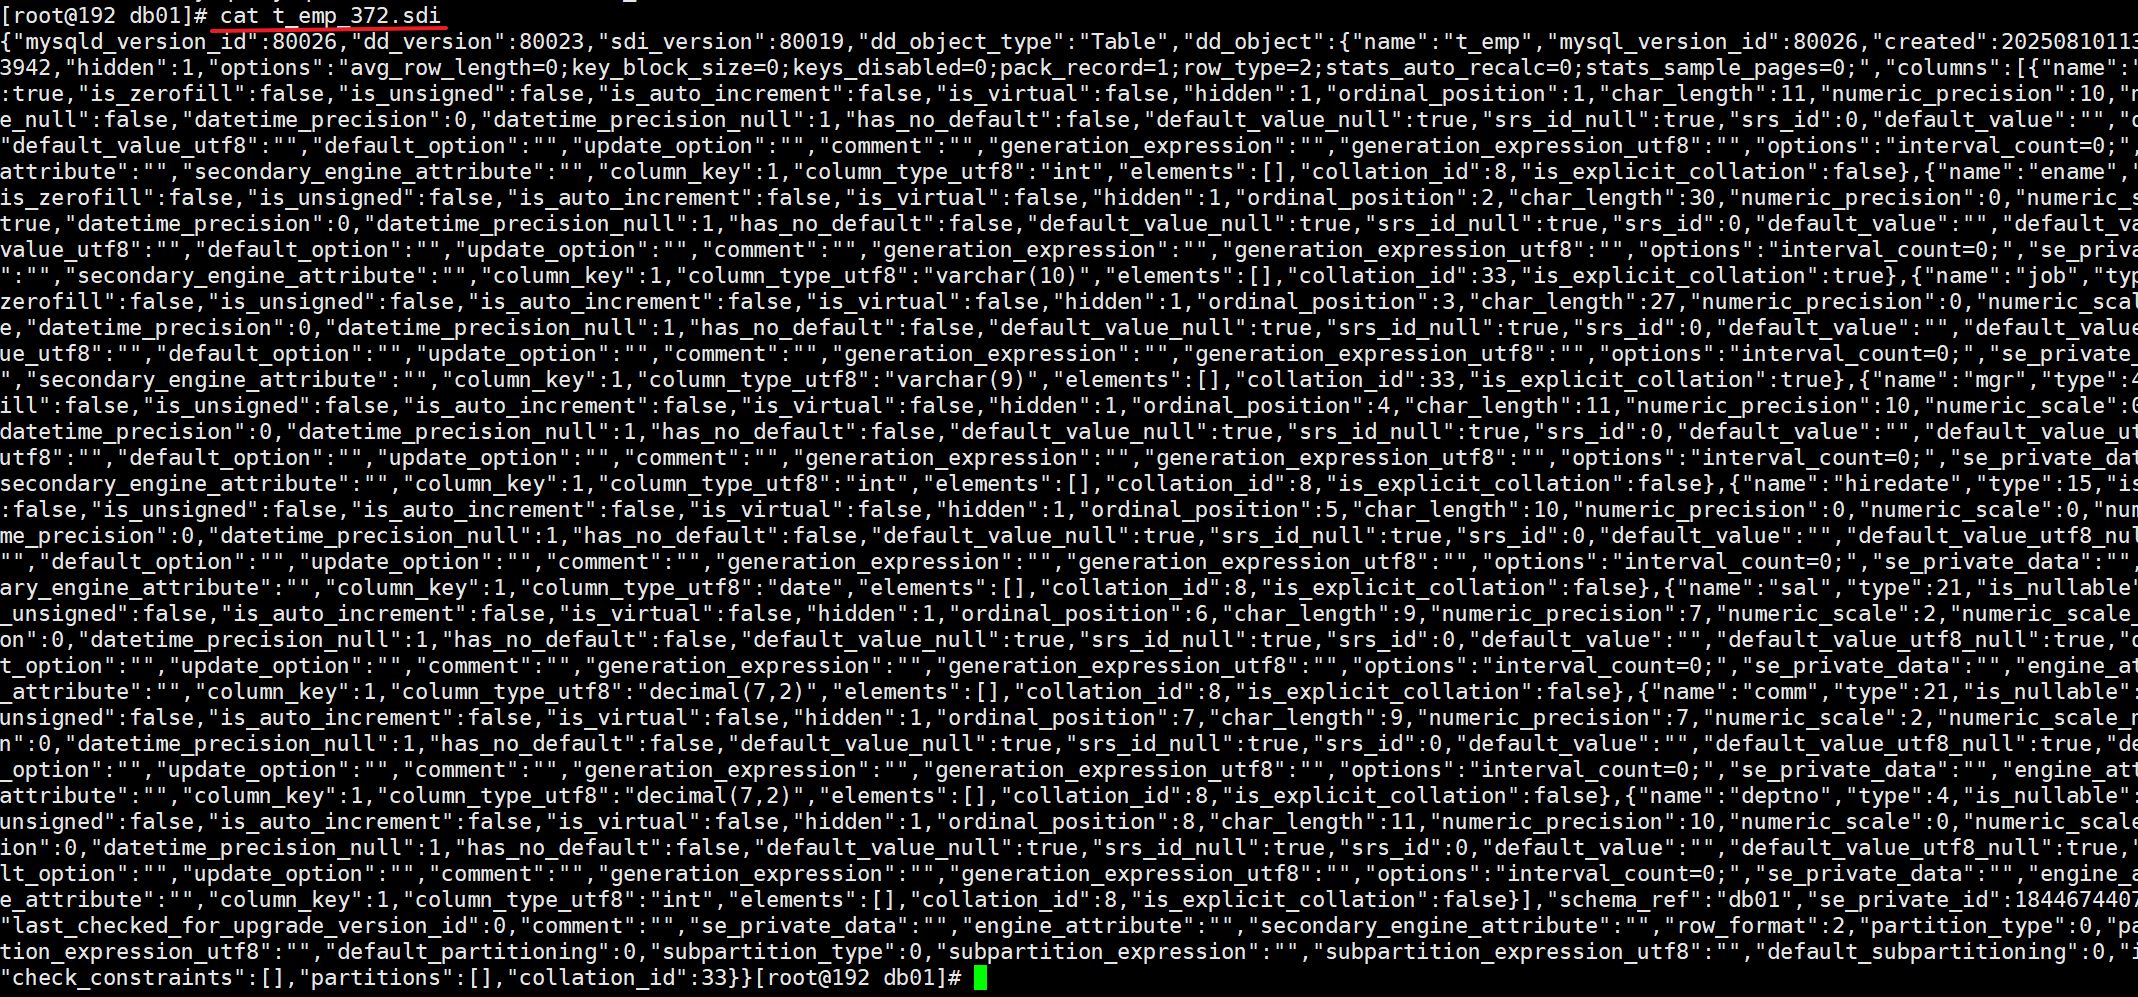 [root@192 db01]# cat t_emp_372.sdi
{"mysqld_version_id":80026,"dd_version":80023,"sdi_version":80019,"dd_object_type":"Table","dd_object":{"name":"t_emp","mysql_version_id":80026,"created":20250810113
3942,"hidden":1,"options":"avg_row_length=0;key_block_size=0;keys_disabled=0;pack_record=1;row_type=2;stats_auto_recalc=0;stats_sample_pages=0;","columns":[{"name":"
:true,"is_zerofill":false,"is_unsigned":false,"is_auto_increment":false,"is_virtual":false,"hidden":1,"ordinal_position":1,"char_length":11,"numeric_precision":10,"n
e_null":false,"datetime_precision":0,"datetime_precision_null":1,"has_no_default":false,"default_value_null":true,"srs_id_null":true,"srs_id":0,"default_value":"","d
"default_value_utf8":"","default_option":"","update_option":"","comment":"","generation_expression":"","generation_expression_utf8":"","options":"interval_count=0;",
attribute":"","secondary_engine_attribute":"","column_key":1,"column_type_utf8":"int","elements":[],"collation_id":8,"is_explicit_collation":false},{"name":"ename","
is_zerofill":false,"is_unsigned":false,"is_auto_increment":false,"is_virtual":false,"hidden":1,"ordinal_position":2,"char_length":30,"numeric_precision":0,"numeric_s
true,"datetime_precision":0,"datetime_precision_null":1,"has_no_default":false,"default_value_null":true,"srs_id_null":true,"srs_id":0,"default_value":"","default_va
value_utf8":"","default_option":"","update_option":"","comment":"","generation_expression":"","generation_expression_utf8":"","options":"interval_count=0;","se_priva
":"","secondary_engine_attribute":"","column_key":1,"column_type_utf8":"varchar(10)","elements":[],"collation_id":33,"is_explicit_collation":true},{"name":"job","typ
zerofill":false,"is_unsigned":false,"is_auto_increment":false,"is_virtual":false,"hidden":1,"ordinal_position":3,"char_length":27,"numeric_precision":0,"numeric_scal
e,"datetime_precision":0,"datetime_precision_null":1,"has_no_default":false,"default_value_null":true,"srs_id_null":true,"srs_id":0,"default_value":"","default_value
ue_utf8":"","default_option":"","update_option":"","comment":"","generation_expression":"","generation_expression_utf8":"","options":"interval_count=0;","se_private_
","secondary_engine_attribute":"","column_key":1,"column_type_utf8":"varchar(9)","elements":[],"collation_id":33,"is_explicit_collation":true},{"name":"mgr","type":4
ill":false,"is_unsigned":false,"is_auto_increment":false,"is_virtual":false,"hidden":1,"ordinal_position":4,"char_length":11,"numeric_precision":10,"numeric_scale":0
datetime_precision":0,"datetime_precision_null":1,"has_no_default":false,"default_value_null":true,"srs_id_null":true,"srs_id":0,"default_value":"","default_value_ut
utf8":"","default_option":"","update_option":"","comment":"","generation_expression":"","generation_expression_utf8":"","options":"interval_count=0;","se_private_dat
secondary_engine_attribute":"","column_key":1,"column_type_utf8":"int","elements":[],"collation_id":8,"is_explicit_collation":false},{"name":"hiredate","type":15,"is
:false,"is_unsigned":false,"is_auto_increment":false,"is_virtual":false,"hidden":1,"ordinal_position":5,"char_length":10,"numeric_precision":0,"numeric_scale":0,"num
me_precision":0,"datetime_precision_null":1,"has_no_default":false,"default_value_null":true,"srs_id_null":true,"srs_id":0,"default_value":"","default_value_utf8_nul
"","default_option":"","update_option":"","comment":"","generation_expression":"","generation_expression_utf8":"","options":"interval_count=0;","se_private_data":"",
ary_engine_attribute":"","column_key":1,"column_type_utf8":"date","elements":[],"collation_id":8,"is_explicit_collation":false},{"name":"sal","type":21,"is_nullable"
_unsigned":false,"is_auto_increment":false,"is_virtual":false,"hidden":1,"ordinal_position":6,"char_length":9,"numeric_precision":7,"numeric_scale":2,"numeric_scale_
on":0,"datetime_precision_null":1,"has_no_default":false,"default_value_null":true,"srs_id_null":true,"srs_id":0,"default_value":"","default_value_utf8_null":true,"d
t_option":"","update_option":"","comment":"","generation_expression":"","generation_expression_utf8":"","options":"interval_count=0;","se_private_data":"","engine_at
_attribute":"","column_key":1,"column_type_utf8":"decimal(7,2)","elements":[],"collation_id":8,"is_explicit_collation":false},{"name":"comm","type":21,"is_nullable":
unsigned":false,"is_auto_increment":false,"is_virtual":false,"hidden":1,"ordinal_position":7,"char_length":9,"numeric_precision":7,"numeric_scale":2,"numeric_scale_n
n":0,"datetime_precision_null":1,"has_no_default":false,"default_value_null":true,"srs_id_null":true,"srs_id":0,"default_value":"","default_value_utf8_null":true,"de
_option":"","update_option":"","comment":"","generation_expression":"","generation_expression_utf8":"","options":"interval_count=0;","se_private_data":"","engine_att
attribute":"","column_key":1,"column_type_utf8":"decimal(7,2)","elements":[],"collation_id":8,"is_explicit_collation":false},{"name":"deptno","type":4,"is_nullable":
unsigned":false,"is_auto_increment":false,"is_virtual":false,"hidden":1,"ordinal_position":8,"char_length":11,"numeric_precision":10,"numeric_scale":0,"numeric_scale
ion":0,"datetime_precision_null":1,"has_no_default":false,"default_value_null":true,"srs_id_null":true,"srs_id":0,"default_value":"","default_value_utf8_null":true,"
lt_option":"","update_option":"","comment":"","generation_expression":"","generation_expression_utf8":"","options":"interval_count=0;","se_private_data":"","engine_a
e_attribute":"","column_key":1,"column_type_utf8":"int","elements":[],"collation_id":8,"is_explicit_collation":false}],"schema_ref":"db01","se_private_id":1844674407
"last_checked_for_upgrade_version_id":0,"comment":"","se_private_data":"","engine_attribute":"","secondary_engine_attribute":"","row_format":2,"partition_type":0,"pa
tion_expression_utf8":"","default_partitioning":0,"subpartition_type":0,"subpartition_expression":"","subpartition_expression_utf8":"","default_subpartitioning":0,"i
"check_constraints":[],"partitions":[],"collation_id":33}}[root@192 db01]#